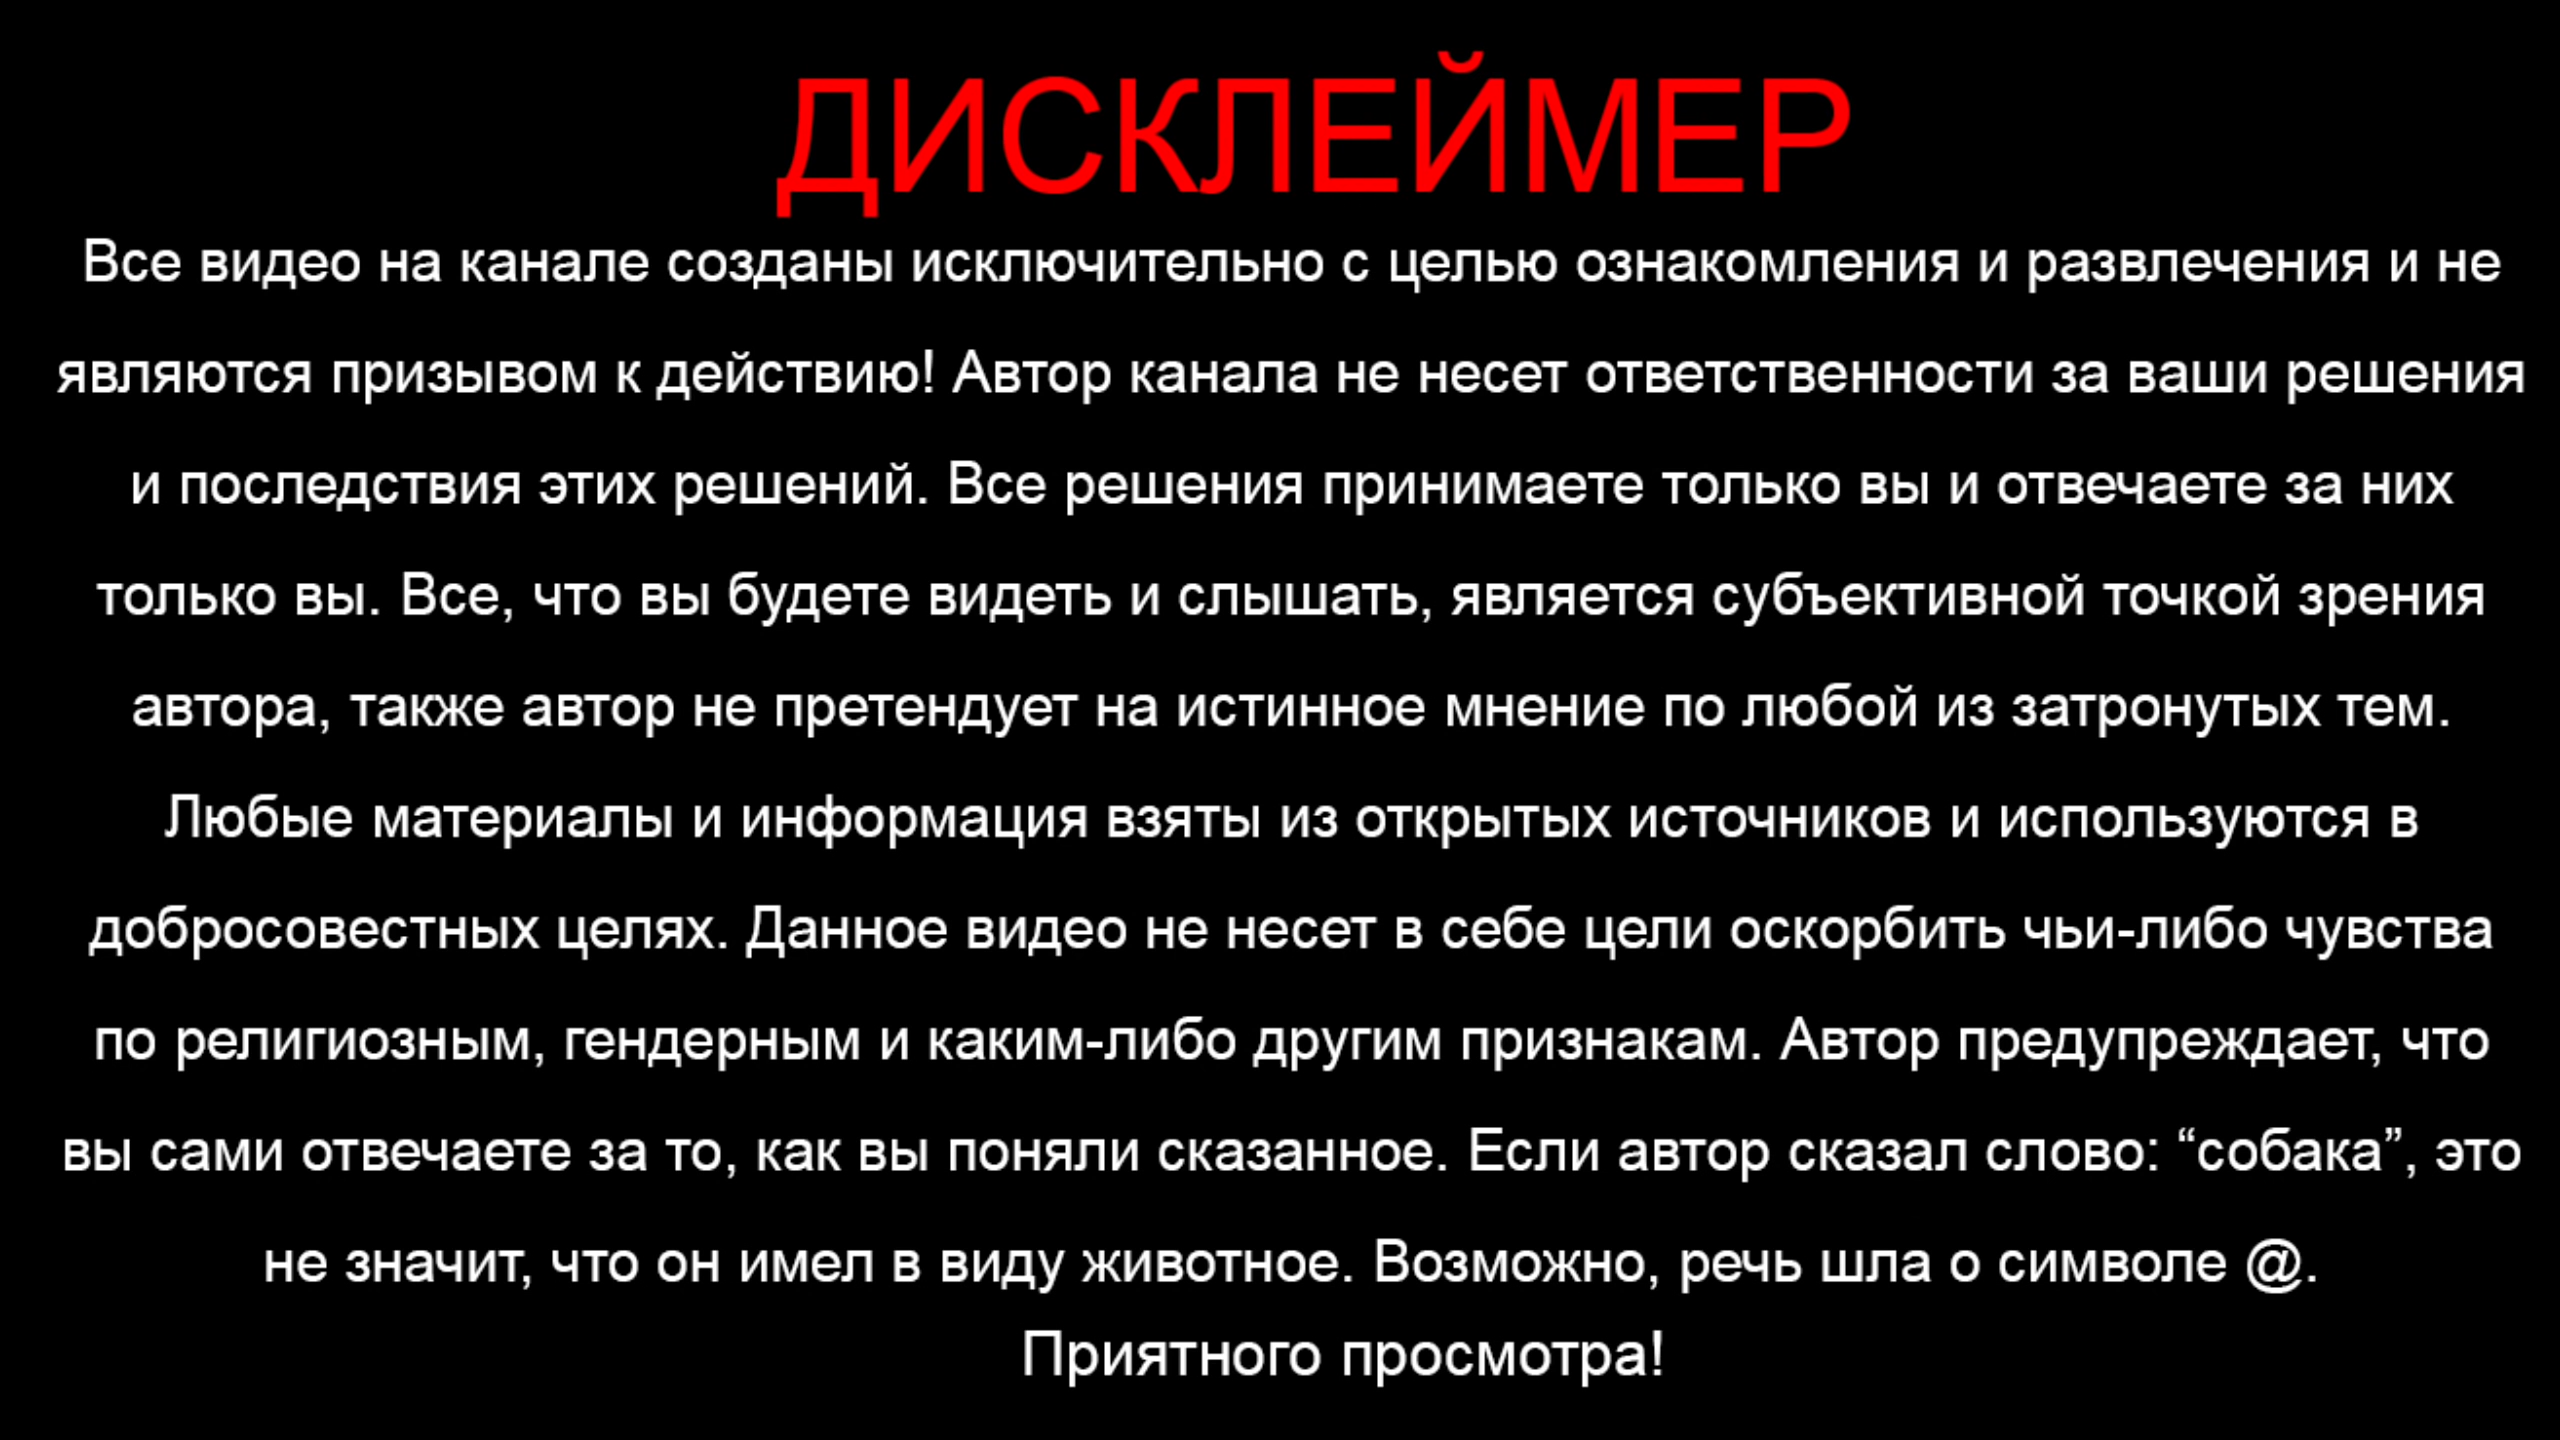 ДИСКЛЕЙМЕР
Все видео на канале созданы исключительно с целью ознакомления и развлечения и не
являются призывом к действию! Автор канала не несет ответственности за ваши решения
и последствия этих решений. Все решения принимаете только вы и отвечаете за них
только вы. Все, что вы будете видеть и слышать, является субъективной точкой зрения
автора, также автор не претендует на истинное мнение по любой из затронутых тем.
Любые материалы и информация взяты из открытых источников и используются в
добросовестных целях. Данное видео не несет в себе цели оскорбить чьи-либо чувства
по религиозным, гендерным и каким-либо другим признакам. Автор предупреждает, что
вы сами отвечаете за то, как вы поняли сказанное. Если автор сказал слово: “собака”, это
не значит, что он имел в виду животное. Возможно, речь шла о символе @.
Приятного просмотра!